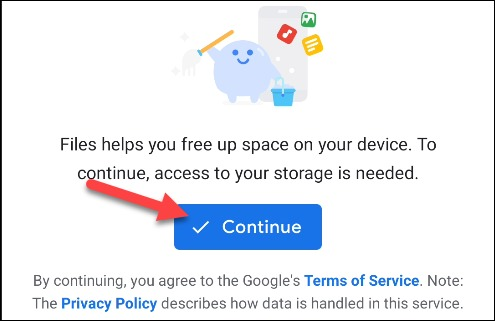 Files helps you free up space on your device. To
continue, access to your storage is needed.
Continue
By continuing, you agree to the Google's Terms of Service. Note:
The Privacy Policy describes how data is handled in this service.